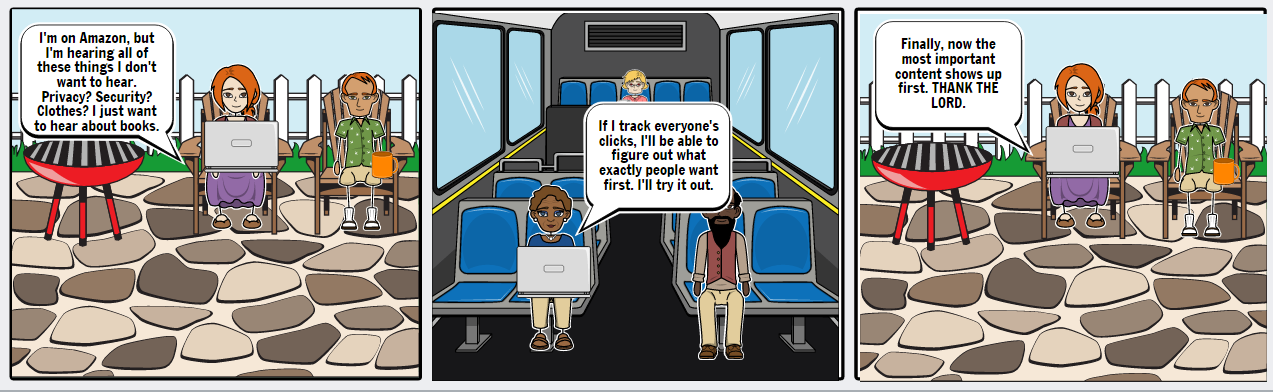 I'm on Amazon, but
I'm hearing all of
these things I don't
want to hear.
Privacy? Security?
Clothes? I just want
to hear about books.
If I track everyone's
clicks, I'll be able to
figure out what
exactly people want
first. I'll try it out.
Finally, now the
most important
content shows up
first. THANK THE
LORD.